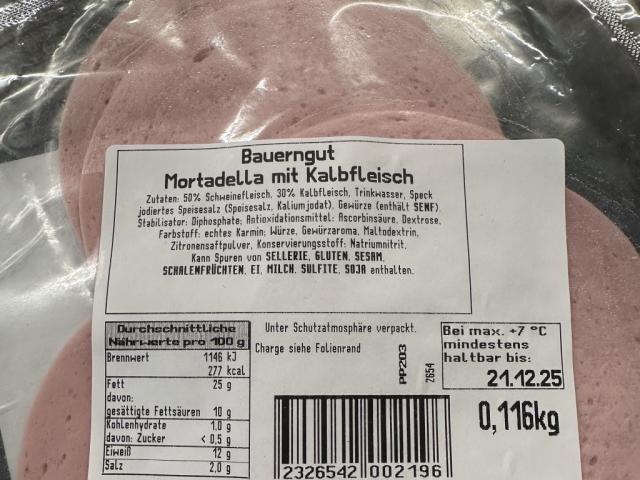 Bauerngut
Mortadella mit Kalbfleisch
Zutaten: 50% Schweinefleisch, 30% Kalbfleisch, Trinkwasser, Speck
jodiertes Speisesalz (Speisesalz, Kaliumjodat), Gewürze (enthält SENF),
Stabilisator: Diphosphate; Antioxidationsmittel: Ascorbinsäure, Dextrose,
Farbstoff: echtes Karmin; Würze, Gewürzaroma, Maltodextrin,
Zitronensaftpulver, Konservierungsstoff: Natriumnitrit.
Kann Spuren von SELLERIE, GLUTEN, SESAM,
SCHALENFRÜCHTEN, EI, MILCH, SULFITE, SOJA enthalten.
Durchschnittliche
Nährwerte pro 100 g
Brennwert 1146 kJ
277 kcal
Fett 25 g
davon:
gesättigte Fettsäuren 10 g
Kohlenhydrate 1,0 g
davon: Zucker < 0,5 g
Eiweiß 12 g
Salz 2,0 g
Unter Schutzatmosphäre verpackt.
Charge siehe Folienrand
PP203
2654
2326542 002196
Bei max. +7 °C
mindestens
haltbar bis:
21.12.25
0,116kg